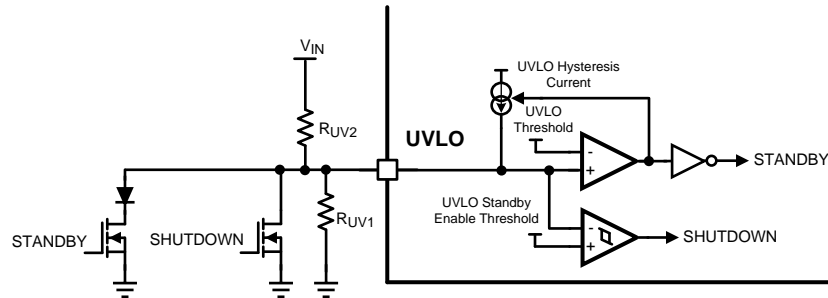 VIN
RUV2
UVLO
RUV1
STANDBY
SHUTDOWN
UVLO Hysteresis
Current
UVLO
Threshold
-
+
STANDBY
UVLO Standby
Enable Threshold
-
+
SHUTDOWN